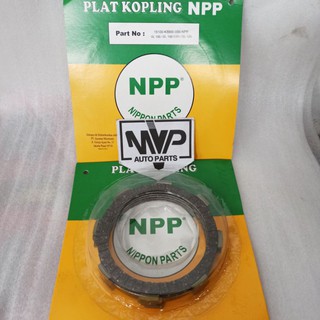 PLAT KOPLING NPP
Part No :
NPP
NIPPON PARTS
MVP
AUTO PARTS
PLAT KOPLING
NPP
NIPPON PARTS